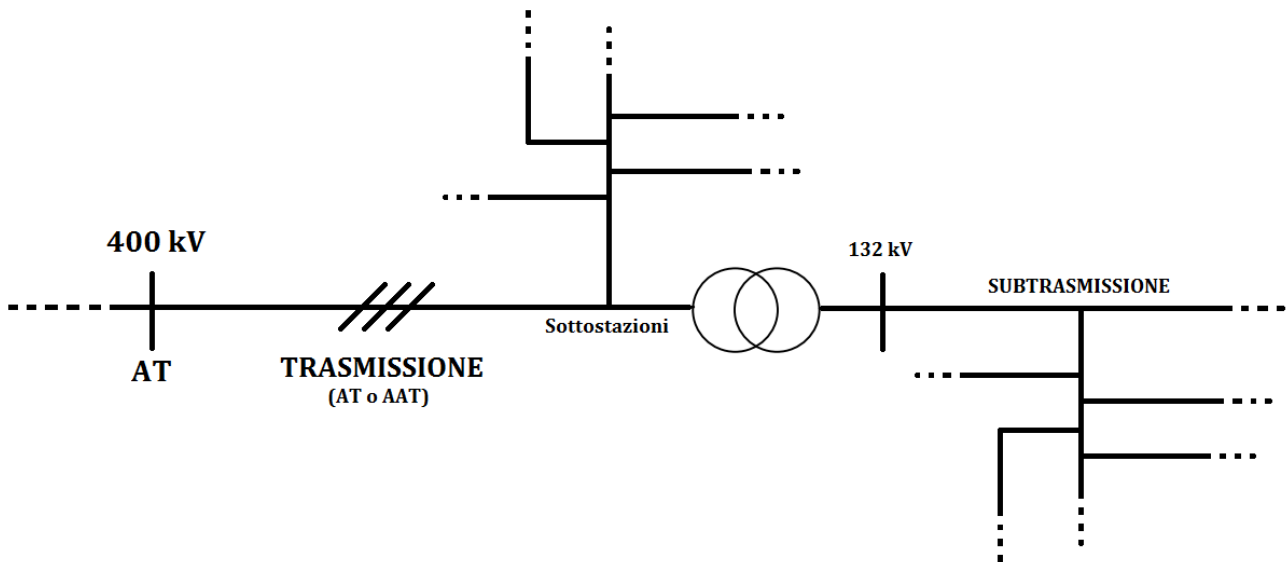 400 kV
132 kV
SUBTRASMISSIONE
Sottostazioni
AT
TRASMISSIONE
(AT o AAT)